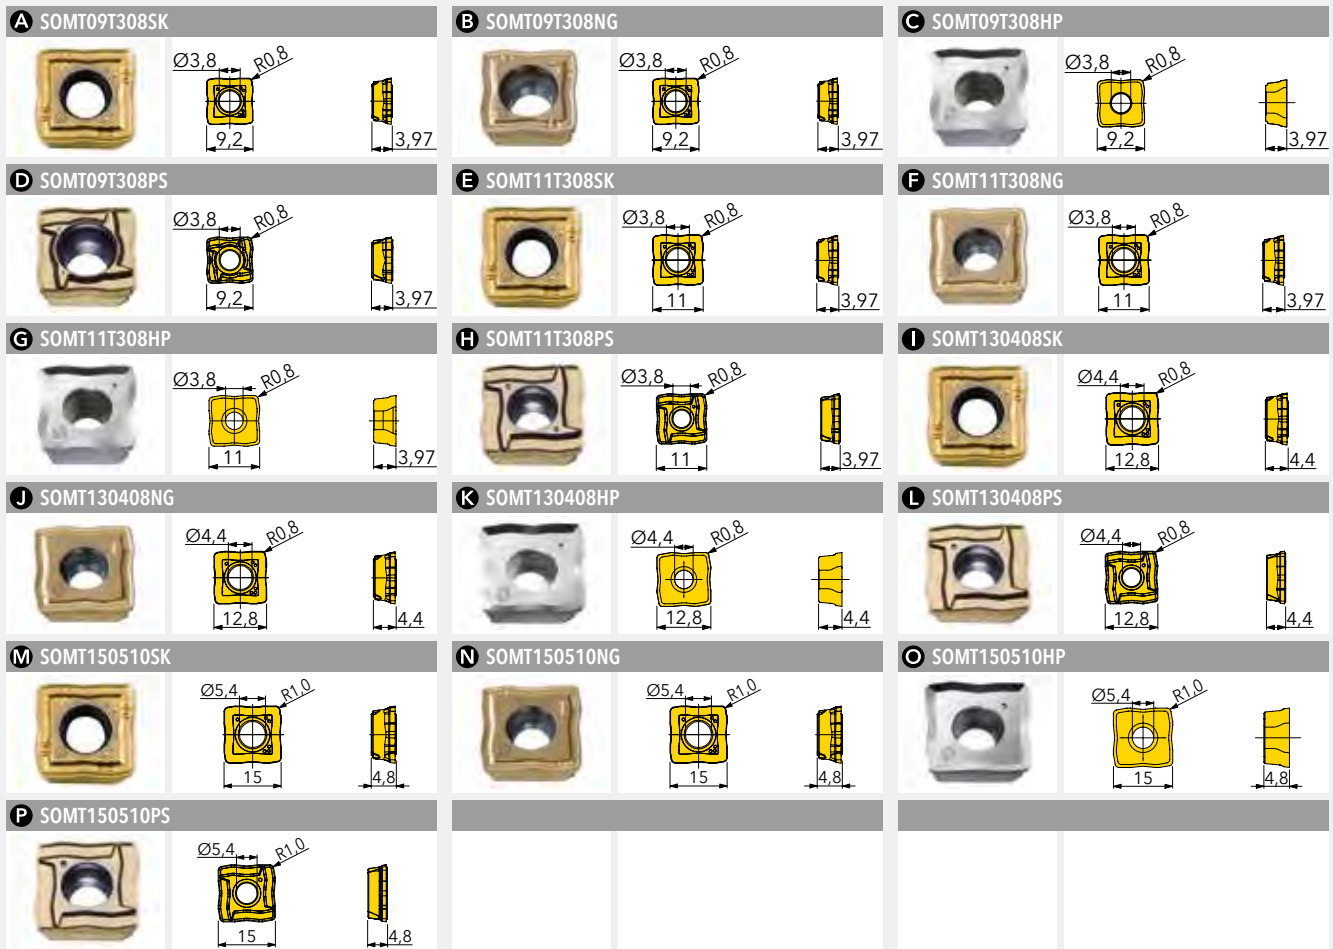 A SOMT09T308SK
Ø3,8
R0,8
9,2
3,97
B SOMT09T308NG
Ø3,8
R0,8
9,2
3,97
C SOMT09T308HP
Ø3,8
R0,8
9,2
3,97
D SOMT09T308PS
Ø3,8
R0,8
9,2
3,97
E SOMT11T308SK
Ø3,8
R0,8
11
3,97
F SOMT11T308NG
Ø3,8
R0,8
11
3,97
G SOMT11T308HP
Ø3,8
R0,8
11
3,97
H SOMT11T308PS
Ø3,8
R0,8
11
3,97
I SOMT130408SK
Ø4,4
R0,8
12,8
4,4
J SOMT130408NG
Ø4,4
R0,8
12,8
4,4
K SOMT130408HP
Ø4,4
R0,8
12,8
4,4
L SOMT130408PS
Ø4,4
R0,8
12,8
4,4
M SOMT150510SK
Ø5,4
R1,0
15
4,8
N SOMT150510NG
Ø5,4
R1,0
15
4,8
O SOMT150510HP
Ø5,4
R1,0
15
4,8
P SOMT150510PS
Ø5,4
R1,0
15
4,8